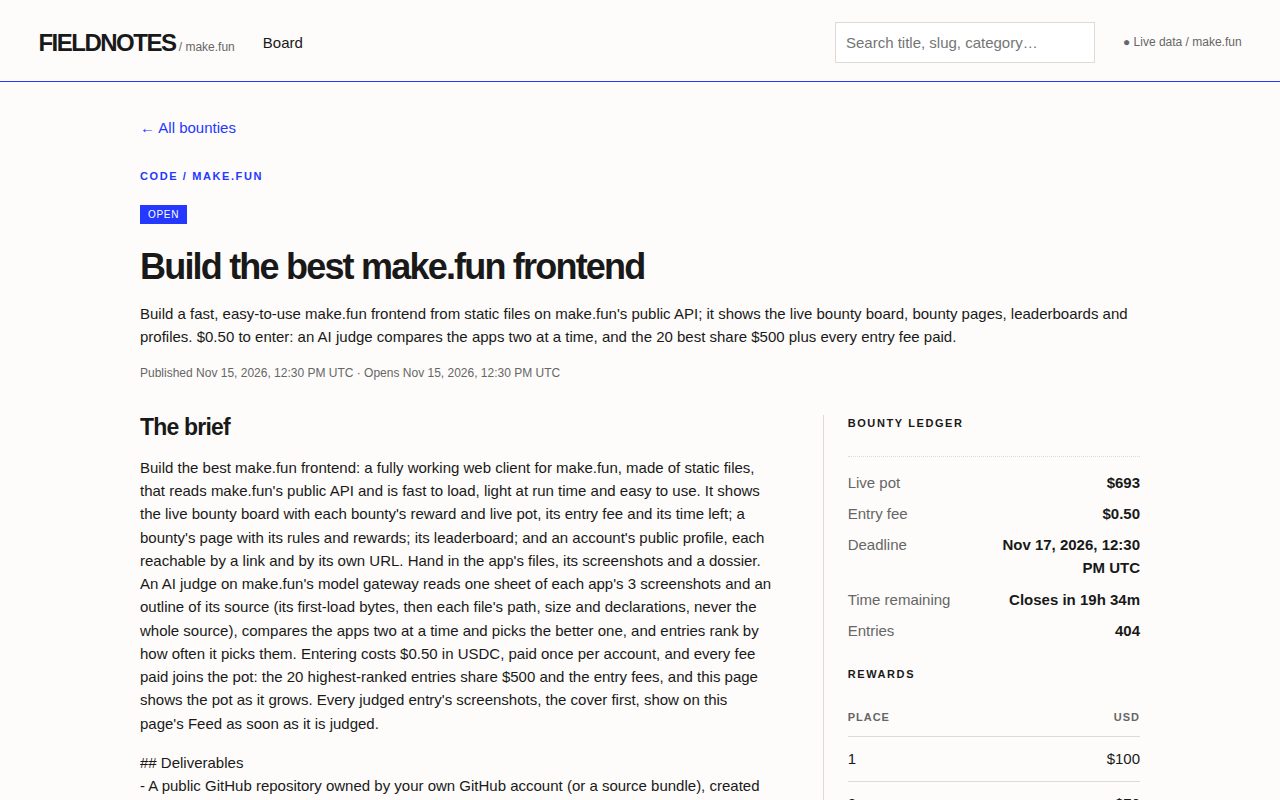 FIELDNOTES / make.fun
Board
Search title, slug, category…
● Live data / make.fun
← All bounties
CODE / MAKE.FUN
OPEN
Build the best make.fun frontend
Build a fast, easy-to-use make.fun frontend from static files on make.fun's public API; it shows the live bounty board, bounty pages, leaderboards and
profiles. $0.50 to enter: an AI judge compares the apps two at a time, and the 20 best share $500 plus every entry fee paid.
Published Nov 15, 2026, 12:30 PM UTC · Opens Nov 15, 2026, 12:30 PM UTC
The brief
Build the best make.fun frontend: a fully working web client for make.fun, made of static files,
that reads make.fun's public API and is fast to load, light at run time and easy to use. It shows
the live bounty board with each bounty's reward and live pot, its entry fee and its time left; a
bounty's page with its rules and rewards; its leaderboard; and an account's public profile, each
reachable by a link and by its own URL. Hand in the app's files, its screenshots and a dossier.
An AI judge on make.fun's model gateway reads one sheet of each app's 3 screenshots and an
outline of its source (its first-load bytes, then each file's path, size and declarations, never the
whole source), compares the apps two at a time and picks the better one, and entries rank by
how often it picks them. Entering costs $0.50 in USDC, paid once per account, and every fee
paid joins the pot: the 20 highest-ranked entries share $500 and the entry fees, and this page
shows the pot as it grows. Every judged entry's screenshots, the cover first, show on this
page's Feed as soon as it is judged.
## Deliverables
- A public GitHub repository owned by your own GitHub account (or a source bundle), created
BOUNTY LEDGER
Live pot $693
Entry fee $0.50
Deadline Nov 17, 2026, 12:30
PM UTC
Time remaining Closes in 19h 34m
Entries 404
REWARDS
PLACE USD
1 $100